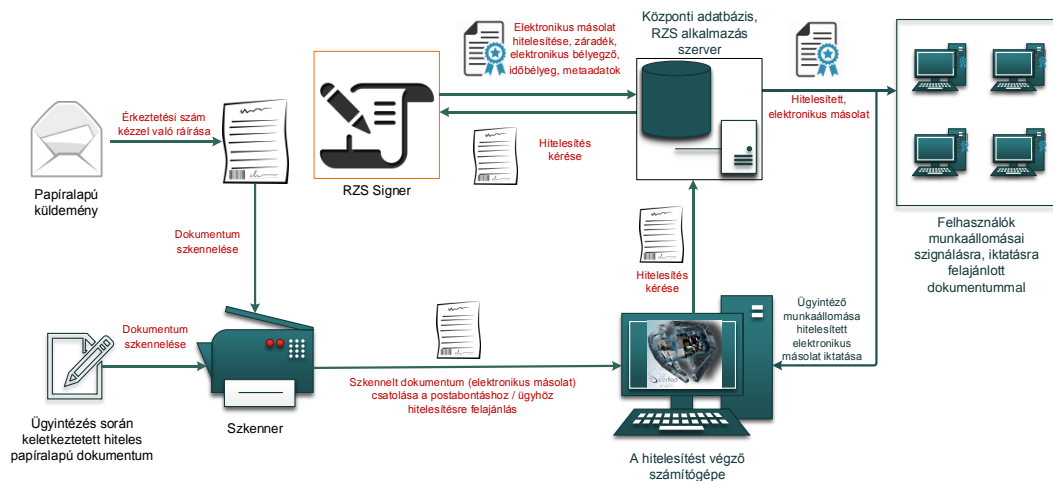 Központi adatbázis,
RZS alkalmazás
szerver
Elektronikus másolat
hitelesítése, záradék,
elektronikus bélyegző,
időbélyeg, metaadatok
Hitelesített,
elektronikus másolat
Érkeztetési szám
kézzel való ráírása
Hitelesítés
kérése
Papíralapú
küldemény
RZS Signer
Felhasználók
munkaállomásai
szignálásra, iktatásra
felajánlott
dokumentummal
Dokumentum
szkennelése
Hitelesítés
kérése
Ügyintéző
munkaállomása
hitelesített
elektronikus
másolat iktatása
Dokumentum
szkennelése
Szkennelt dokumentum (elektronikus másolat)
csatolása a postabontáshoz / ügyhöz
hitelesítésre felajánlás
Szkenner
Ügyintézés során
keletkeztetett hiteles
papíralapú dokumentum
A hitelesítést végző
számítógépe